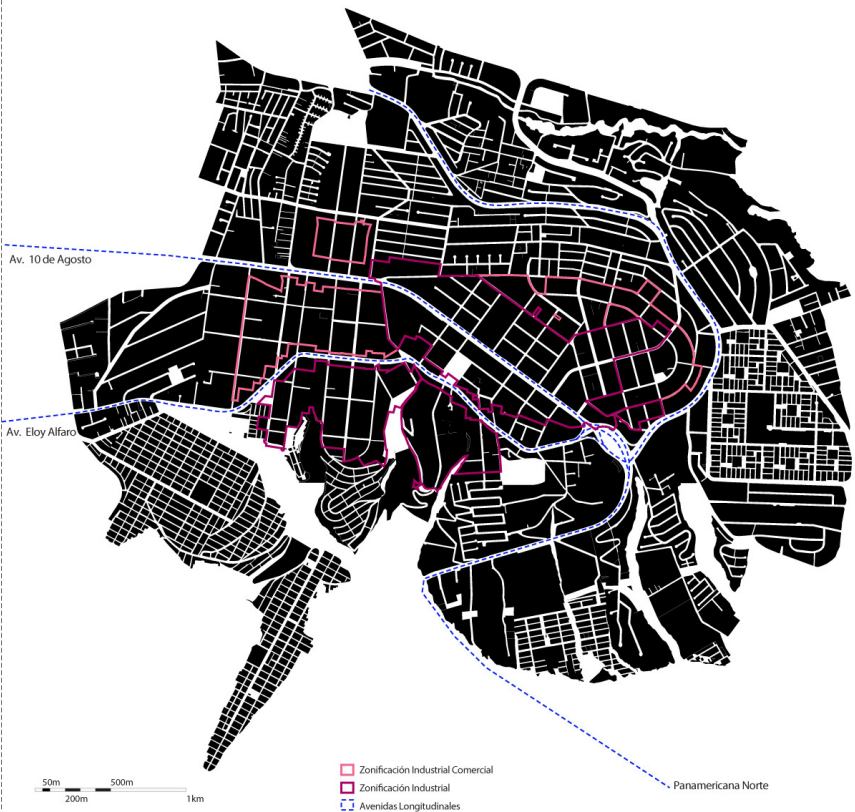 Av. 10 de Agosto
Av. Eloy Alfaro
Panamericana Norte
50m 500m
200m 1km
Zonificación Industrial Comercial
Zonificación Industrial
Avenidas Longitudinales